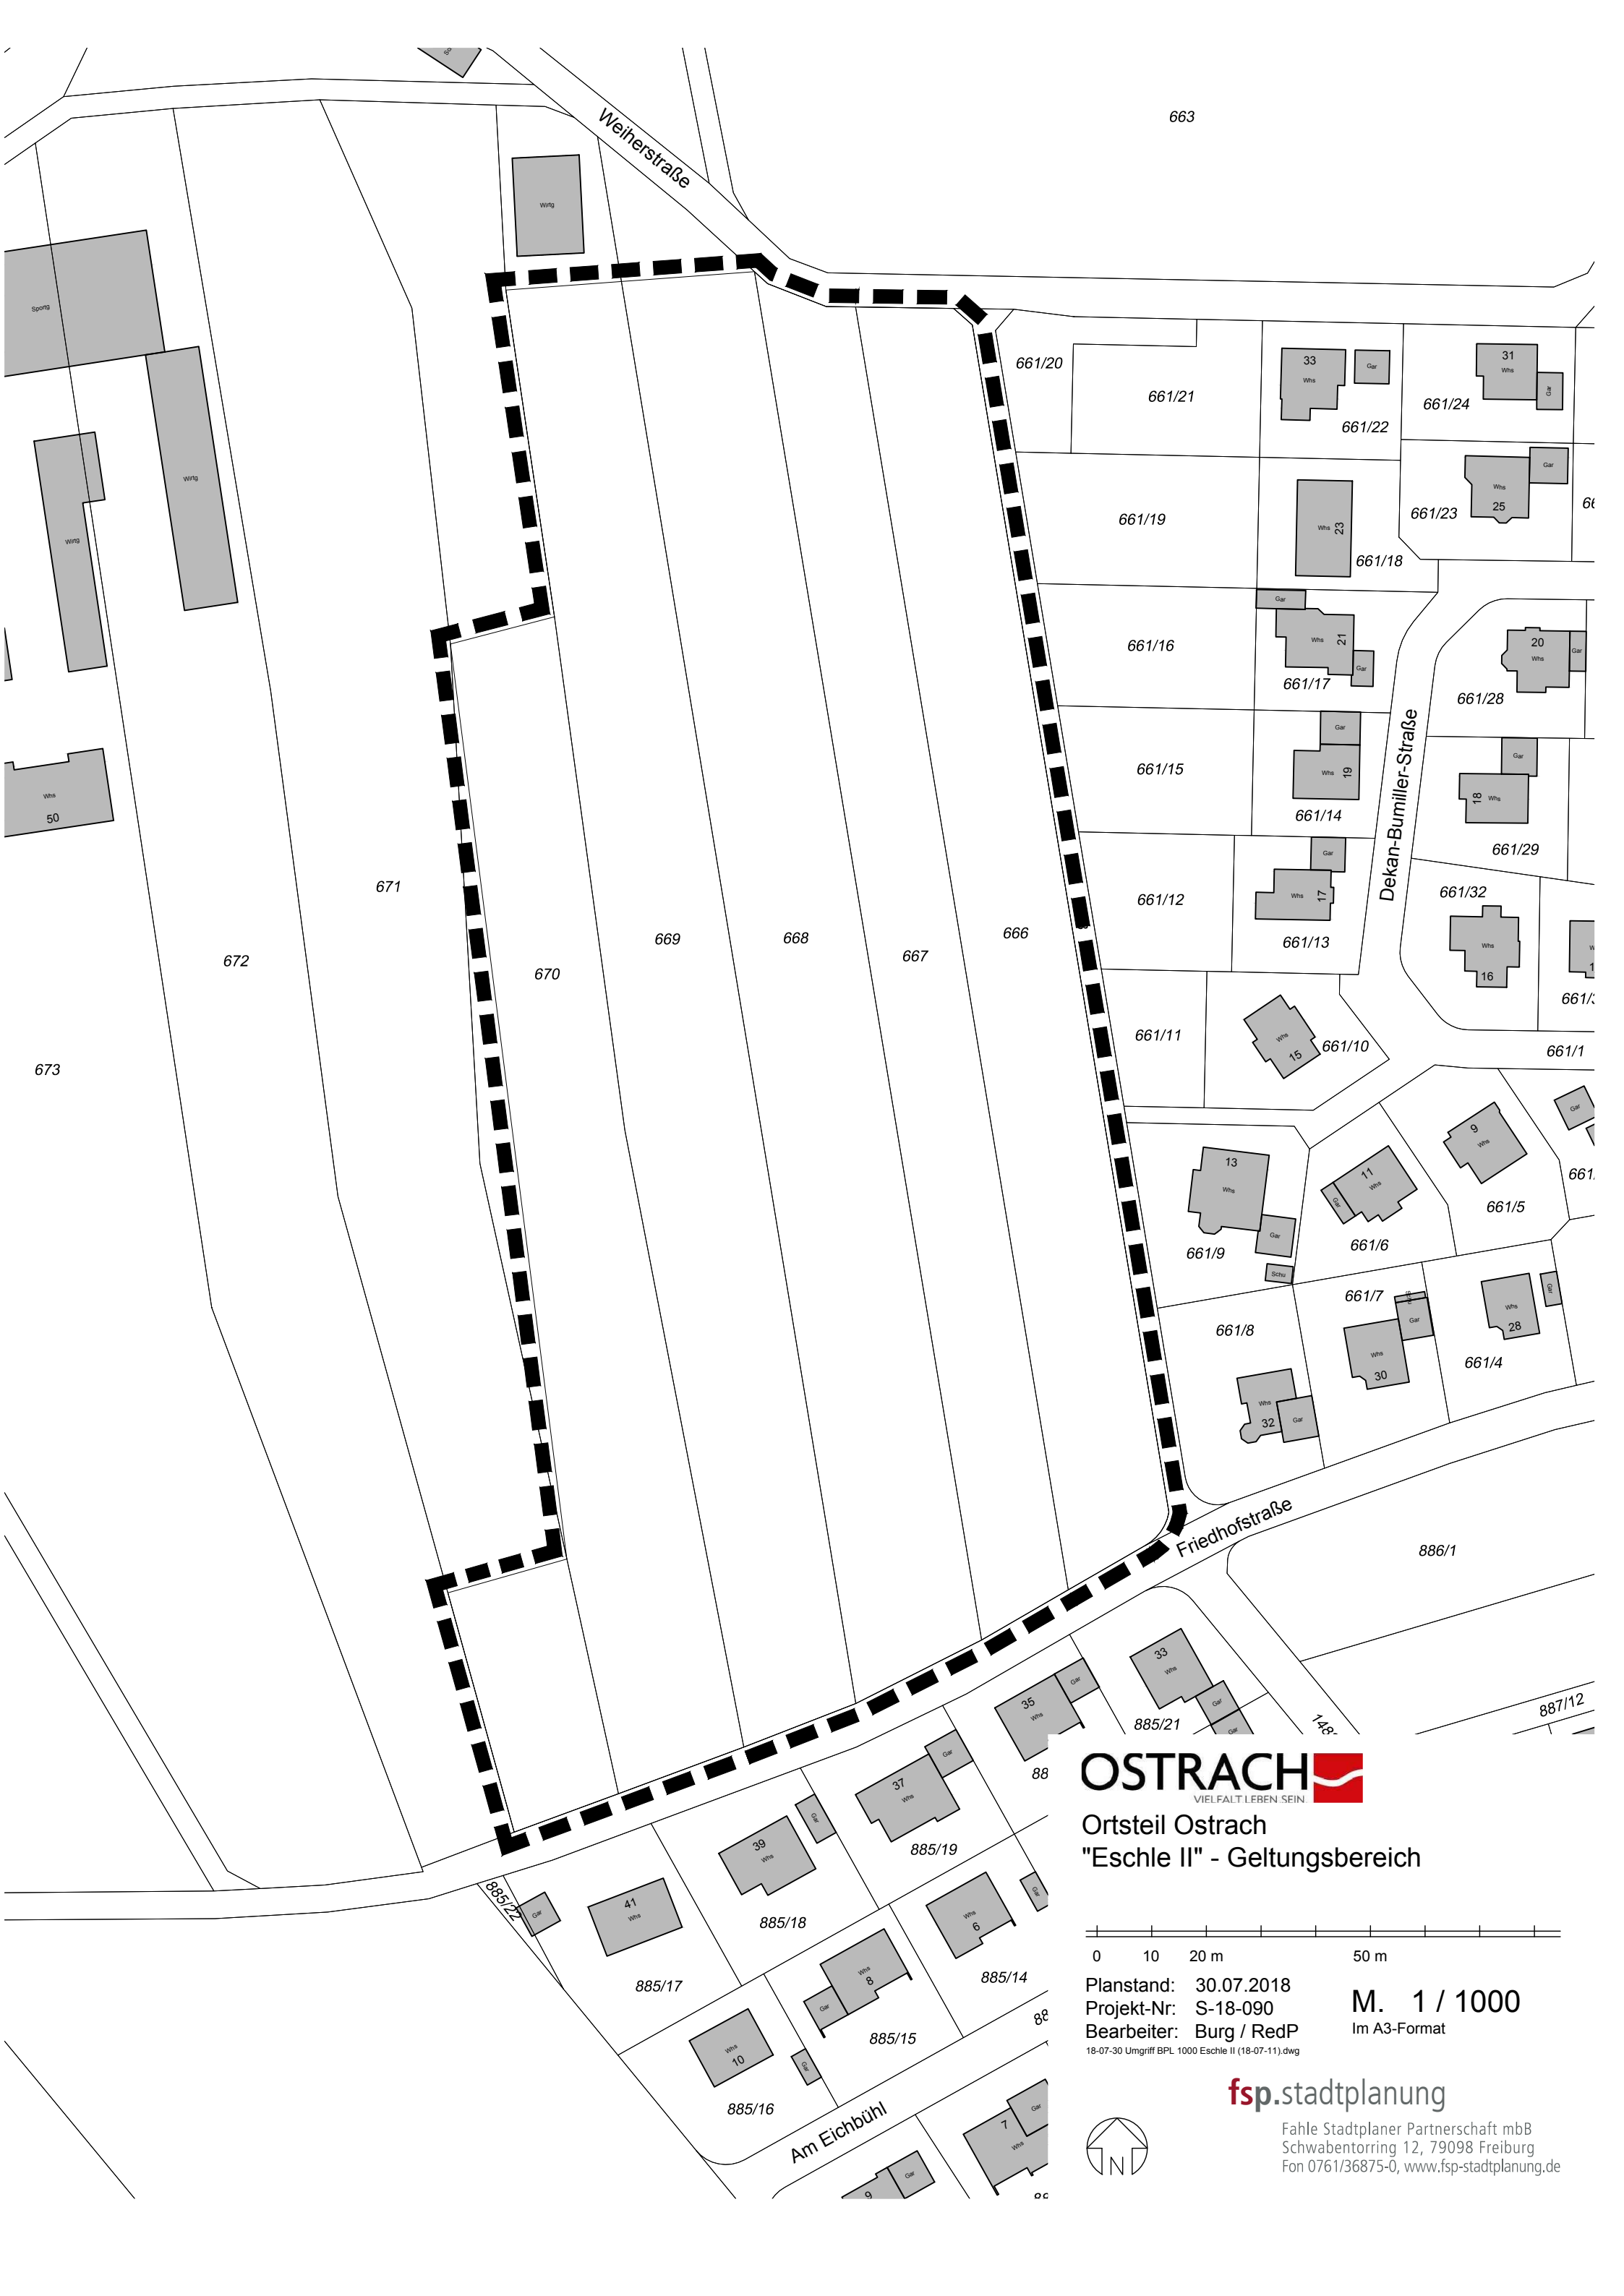 663
Weiherstraße
Wirtg
Sportg
Wirtg
Wirtg
Whs
50
661/20
661/21
33
Whs
Gar
661/22
31
Whs
Gar
661/24
661/19
Whs
23
661/18
Gar
Whs
25
661/23
661/16
Gar
Whs
21
Gar
661/17
20
Whs
Gar
661/28
Dekan-Bumiller-Straße
661/15
Gar
Whs
19
661/14
Gar
18
Whs
661/29
661/12
Gar
Whs
17
661/13
661/32
Whs
16
671
672
673
670
669
668
667
666
661/11
Whs
15
661/10
661/1
13
Whs
Gar
Schu
661/9
11
Whs
Gar
661/6
9
Whs
661/5
Gar
661/8
Whs
32
Gar
661/7
Schu
Gar
Whs
30
Whs
28
Gar
661/4
Friedhofstraße
886/1
887/12
33
Whs
Gar
Gar
885/21
35
Whs
Gar
37
Whs
Gar
885/19
39
Whs
Gar
885/18
41
Whs
Gar
885/22
885/17
Whs
6
Gar
885/14
Whs
8
Gar
885/15
Whs
10
Gar
885/16
Am Eichbühl
7
Whs
Gar
9
Gar
OSTRACH
VIELFALT LEBEN SEIN.
Ortsteil Ostrach
"Eschle II" - Geltungsbereich
0 10 20 m 50 m
Planstand: 30.07.2018
Projekt-Nr: S-18-090
Bearbeiter: Burg / RedP
18-07-30 Umgriff BPL 1000 Eschle II (18-07-11).dwg
M. 1 / 1000
Im A3-Format
fsp.stadtplanung
Fahle Stadtplaner Partnerschaft mbB
Schwabentorring 12, 79098 Freiburg
Fon 0761/36875-0, www.fsp-stadtplanung.de
N